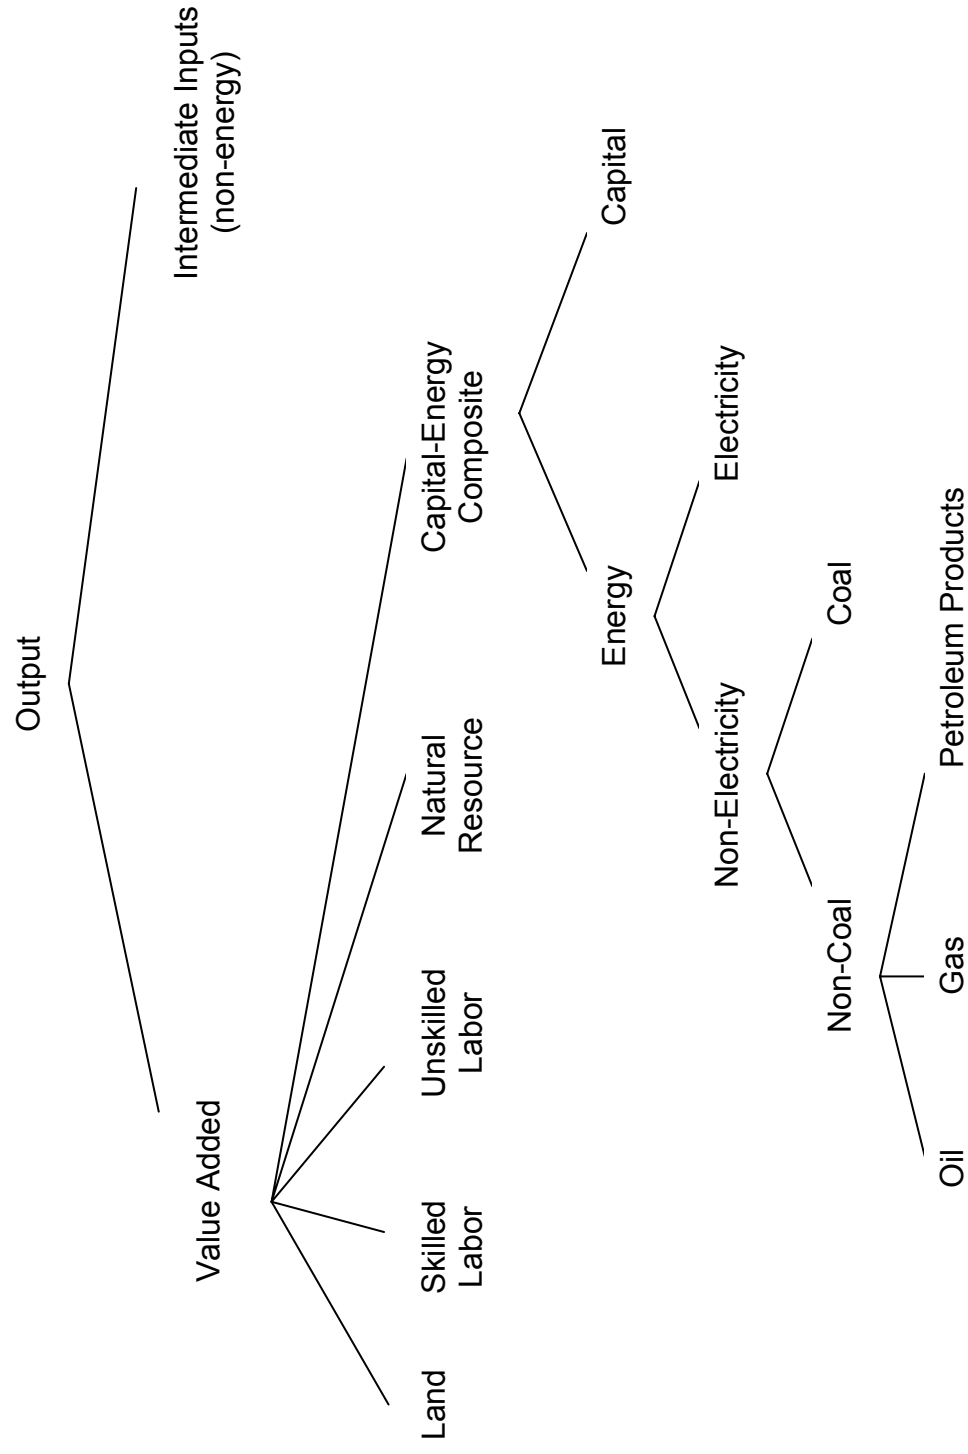 Output
Value Added
Intermediate Inputs
(non-energy)
Land
Skilled
Labor
Unskilled
Labor
Natural
Resource
Capital-Energy
Composite
Energy
Capital
Non-Electricity
Electricity
Non-Coal
Coal
Oil
Gas
Petroleum Products